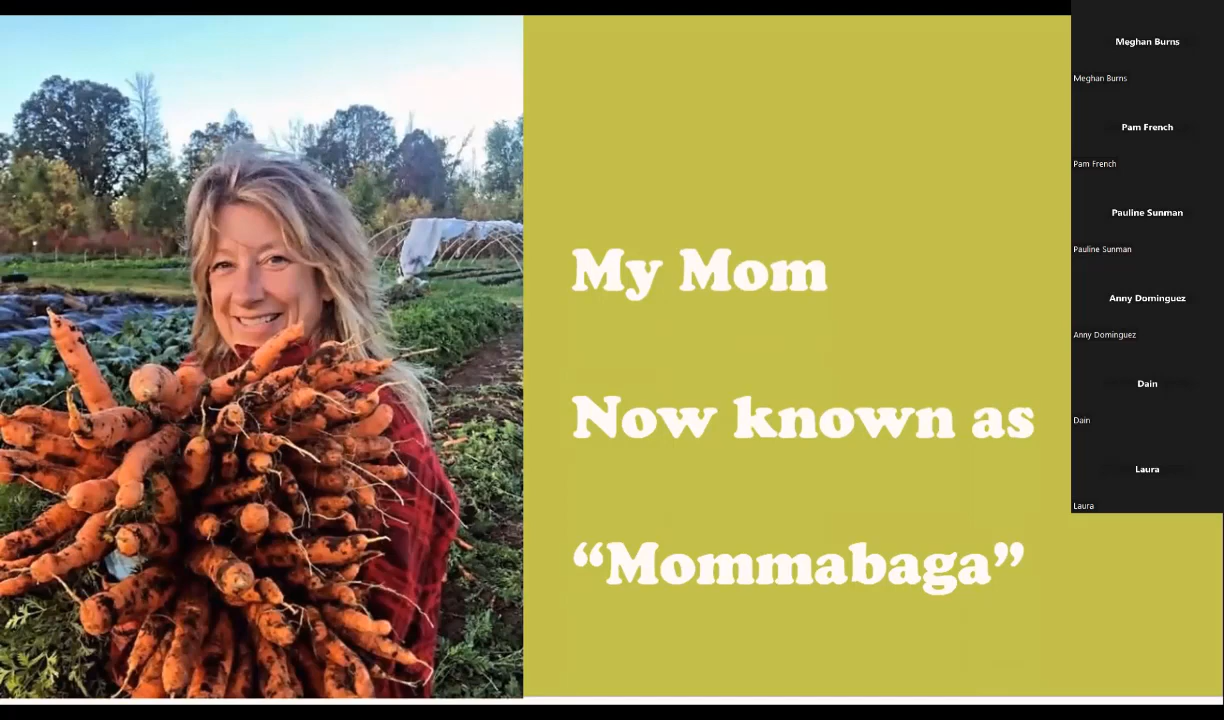 My Mom
Now known as
“Mommabaga”
Meghan Burns
Meghan Burns
Pam French
Pam French
Pauline Sunman
Pauline Sunman
Anny Dominguez
Anny Dominguez
Dain
Dain
Laura
Laura